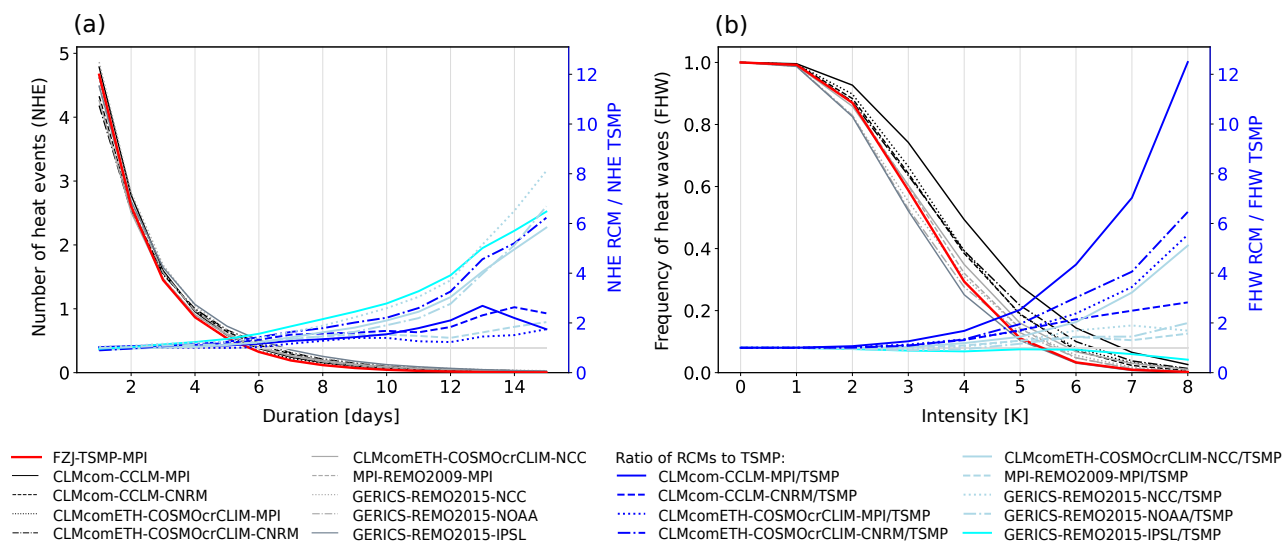 (a)
(b)
5
4
3
2
1
0
Number of heat events (NHE)
2 4 6 8 10 12 14
Duration [days]
12
10
8
6
4
2
0
NHE RCM / NHE TSMP
1.0
0.8
0.6
0.4
0.2
0.0
Frequency of heat waves (FHW)
0 1 2 3 4 5 6 7 8
Intensity [K]
12
10
8
6
4
2
0
FHW RCM / FHW TSMP
FZJ-TSMP-MPI
CLMcom-CCLM-MPI
CLMcom-CCLM-CNRM
CLMcomETH-COSMOcrCLIM-MPI
CLMcomETH-COSMOcrCLIM-CNRM
CLMcomETH-COSMOcrCLIM-NCC
MPI-REMO2009-MPI
GERICS-REMO2015-NCC
GERICS-REMO2015-NOAA
GERICS-REMO2015-IPSL
Ratio of RCMs to TSMP:
CLMcom-CCLM-MPI/TSMP
CLMcom-CCLM-CNRM/TSMP
CLMcomETH-COSMOcrCLIM-MPI/TSMP
CLMcomETH-COSMOcrCLIM-CNRM/TSMP
CLMcomETH-COSMOcrCLIM-NCC/TSMP
MPI-REMO2009-MPI/TSMP
GERICS-REMO2015-NCC/TSMP
GERICS-REMO2015-NOAA/TSMP
GERICS-REMO2015-IPSL/TSMP